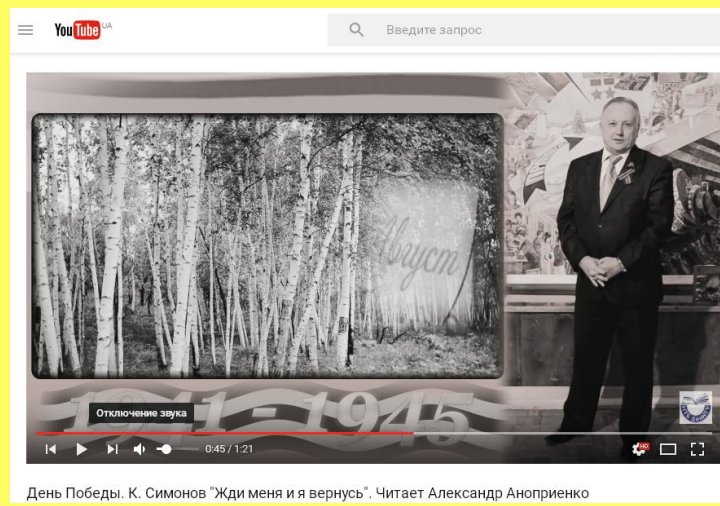 YouTube UA
Введите запрос
Август
1941 - 1945
Отключение звука
0:45 / 1:21
HD
День Победы. К. Симонов "Жди меня и я вернусь". Читает Александр Аноприенко